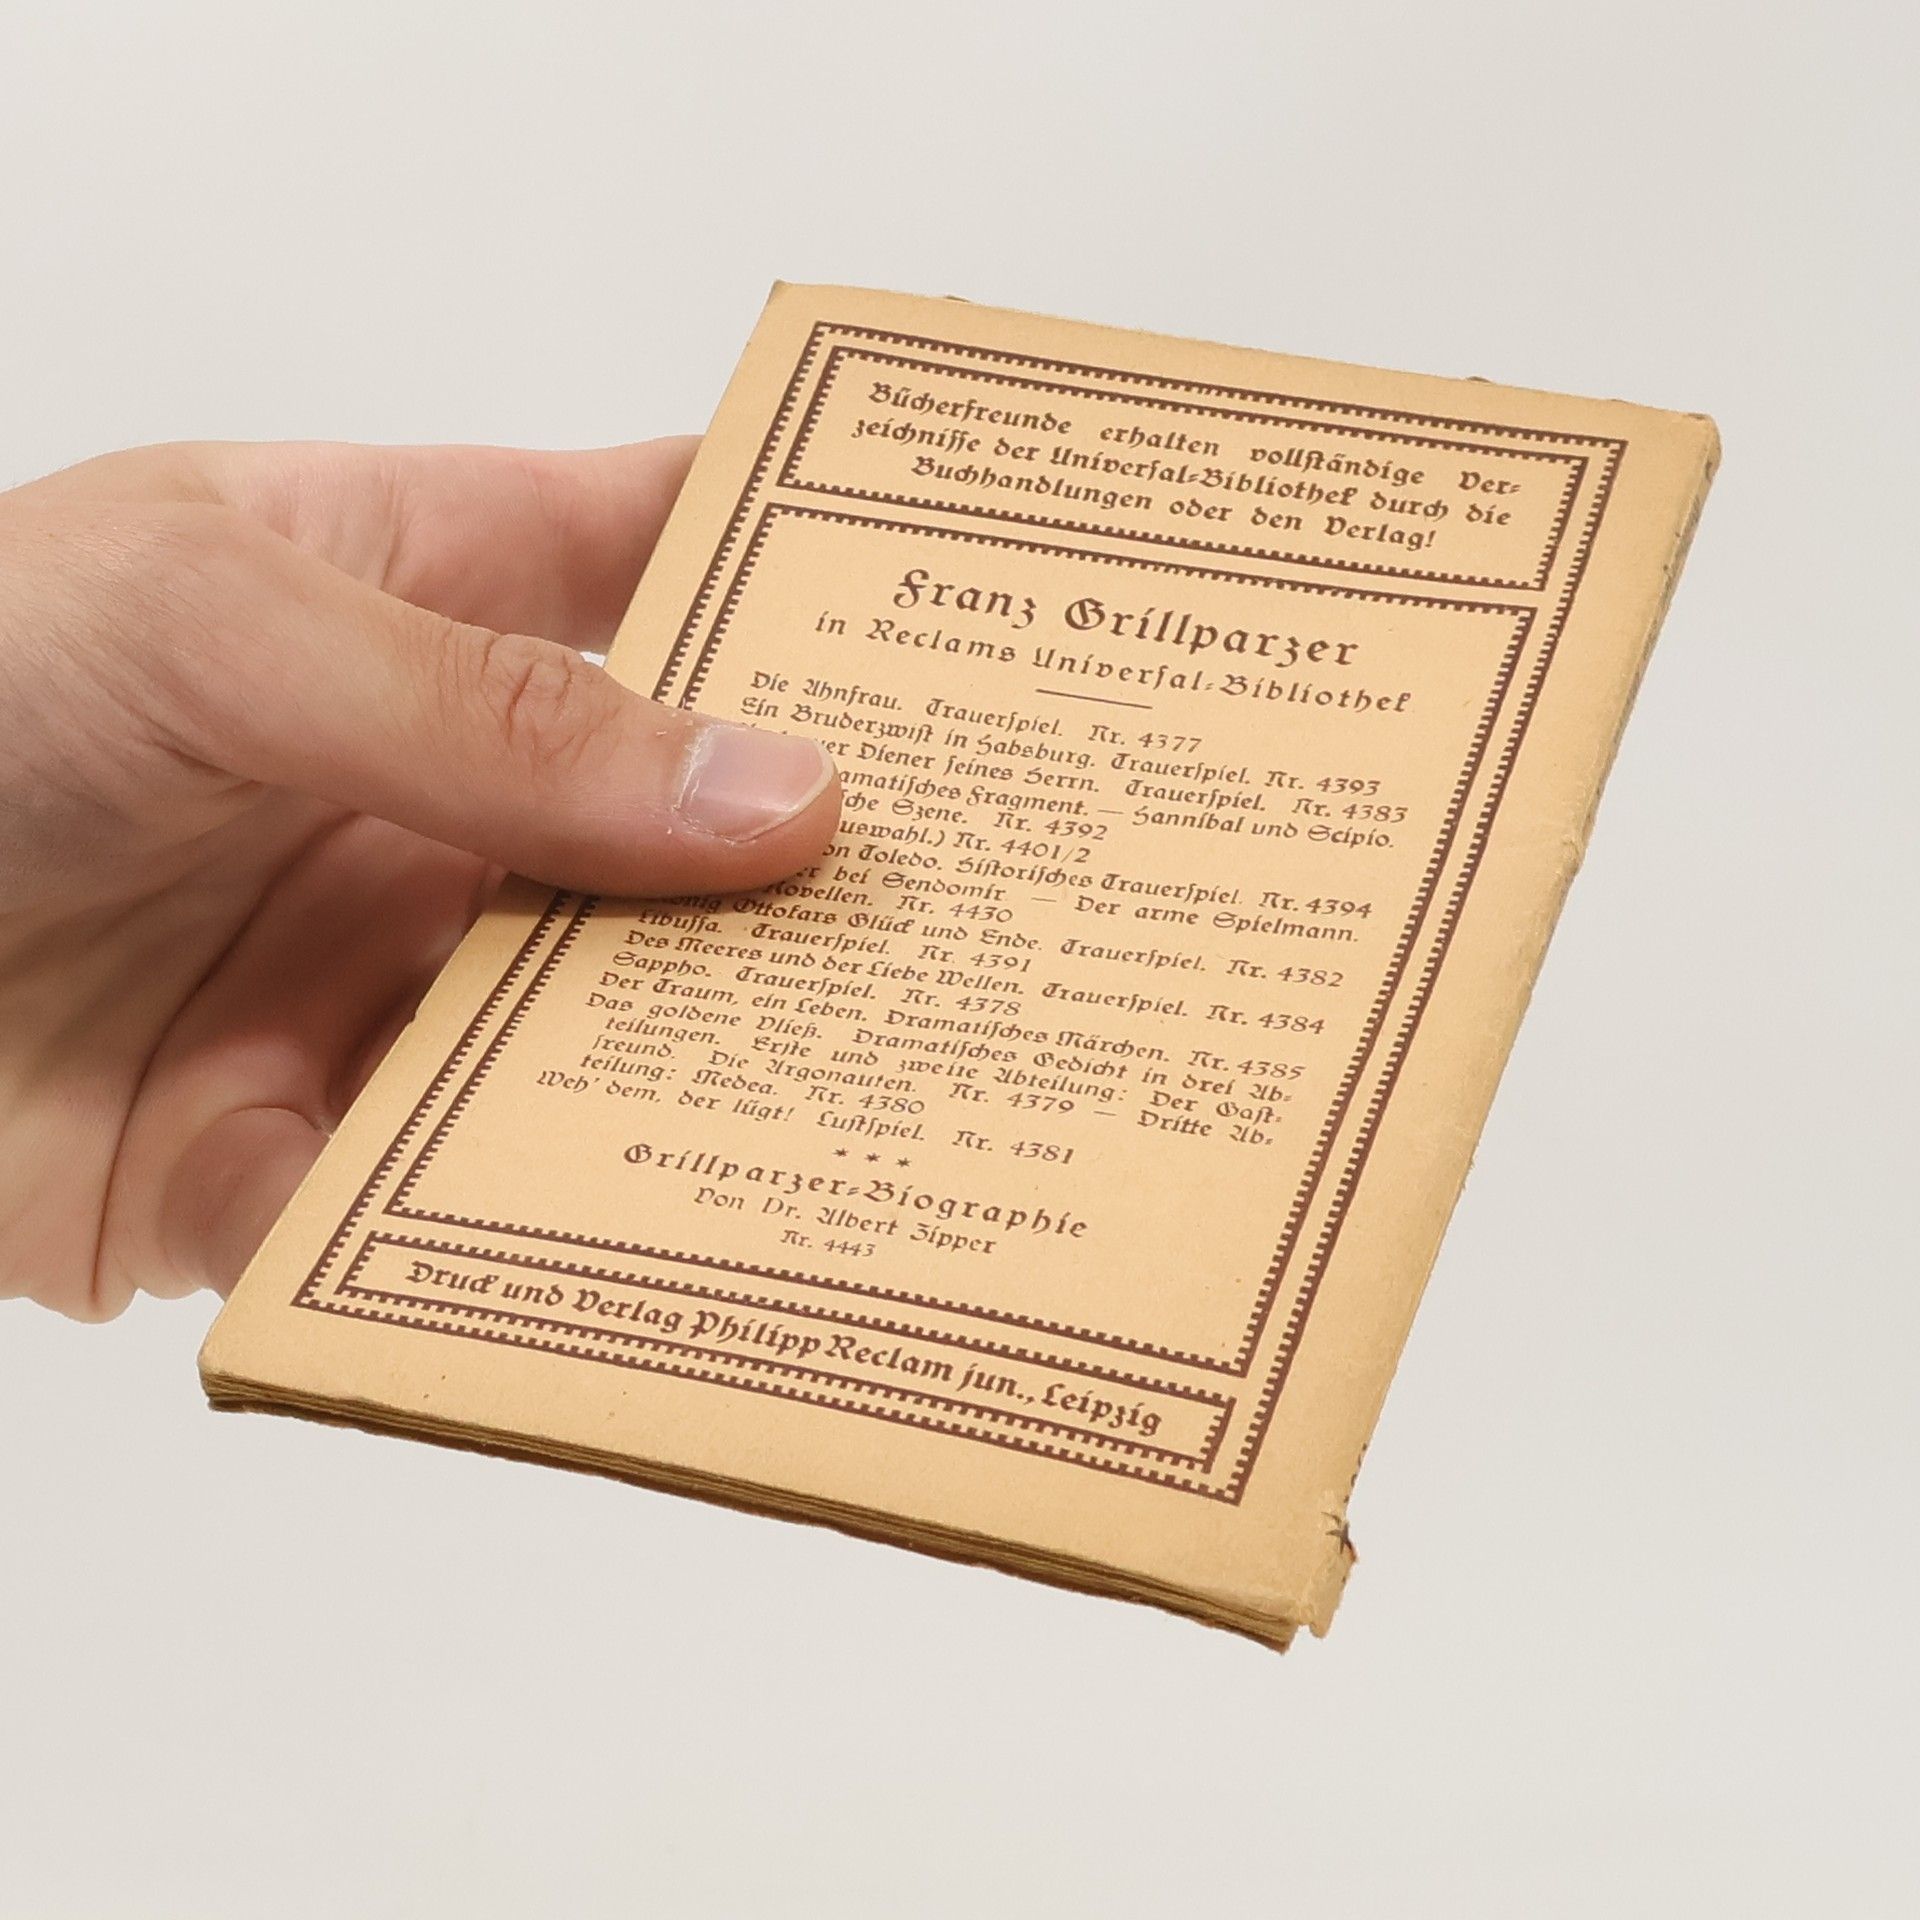 Bücherfreunde erhalten vollständige Ver-
zeichnisse der Universal-Bibliothek durch die
Buchhandlungen oder den Verlag!
Franz Grillparzer
in Reclams Universal-Bibliothek
Die Ahnfrau. Trauerspiel. Nr. 4377
Ein Bruderzwist in Habsburg. Trauerspiel. Nr. 4393
Diener seines Herrn. Trauerspiel. Nr. 4383
Fragment. — Hannibal und Scipio.
Szene. Nr. 4392
Nr. 4401/2
Toledo. Historisches Trauerspiel. Nr. 4394
bei Sendomir — Der arme Spielmann.
Novellen. Nr. 4430
König Ottokars Glück und Ende. Trauerspiel. Nr. 4382
Libussa. Trauerspiel. Nr. 4391
Des Meeres und der Liebe Wellen. Trauerspiel. Nr. 4384
Sappho. Trauerspiel. Nr. 4378
Der Traum, ein Leben. Dramatisches Märchen. Nr. 4385
Das goldene Vließ. Dramatisches Gedicht in drei Ab-
teilungen. Erste und zweite Abteilung: Der Gast-
freund. Die Argonauten. Nr. 4379 — Dritte Ab-
teilung: Medea. Nr. 4380
Weh' dem, der lügt! Lustspiel. Nr. 4381
* * *
Grillparzer-Biographie
Von Dr. Albert Zipper
Nr. 4443
Druck und Verlag Philipp Reclam jun., Leipzig